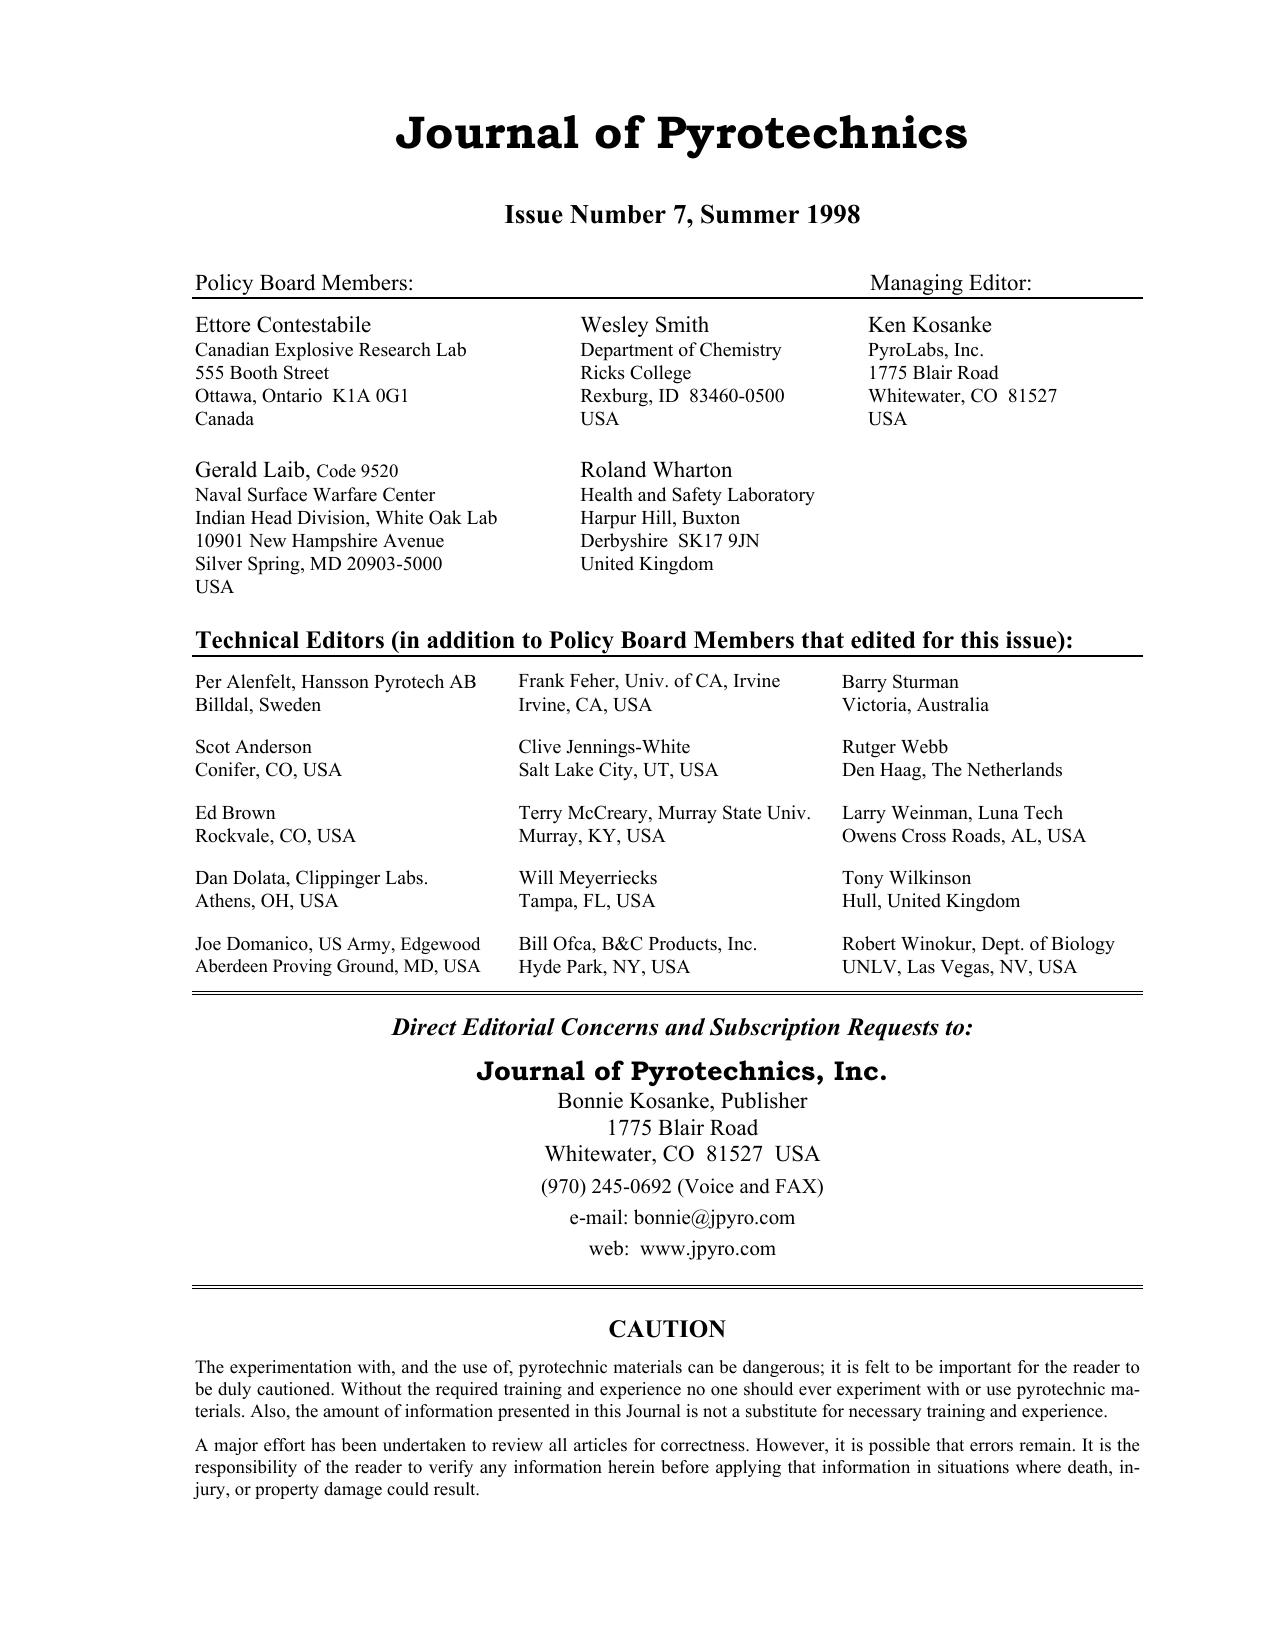 Journal of Pyrotechnics
Issue Number 7, Summer 1998
Policy Board Members:
Managing Editor:
Ettore Contestabile
Canadian Explosive Research Lab
555 Booth Street
Ottawa, Ontario  K1A 0G1
Canada
Wesley Smith
Department of Chemistry
Ricks College
Rexburg, ID  83460-0500
USA
Ken Kosanke
PyroLabs, Inc.
1775 Blair Road
Whitewater, CO  81527
USA
Gerald Laib, Code 9520
Naval Surface Warfare Center
Indian Head Division, White Oak Lab
10901 New Hampshire Avenue
Silver Spring, MD 20903-5000
USA
Roland Wharton
Health and Safety Laboratory
Harpur Hill, Buxton
Derbyshire  SK17 9JN
United Kingdom
Technical Editors (in addition to Policy Board Members that edited for this issue):
Per Alenfelt, Hansson Pyrotech AB
Billdal, Sweden
Frank Feher, Univ. of CA, Irvine
Irvine, CA, USA
Barry Sturman
Victoria, Australia
Scot Anderson
Conifer, CO, USA
Clive Jennings-White
Salt Lake City, UT, USA
Rutger Webb
Den Haag, The Netherlands
Ed Brown
Rockvale, CO, USA
Terry McCreary, Murray State Univ.
Murray, KY, USA
Larry Weinman, Luna Tech
Owens Cross Roads, AL, USA
Dan Dolata, Clippinger Labs.
Athens, OH, USA
Will Meyerriecks
Tampa, FL, USA
Tony Wilkinson
Hull, United Kingdom
Joe Domanico, US Army, Edgewood
Aberdeen Proving Ground, MD, USA
Bill Ofca, B&C Products, Inc.
Hyde Park, NY, USA
Robert Winokur, Dept. of Biology
UNLV, Las Vegas, NV, USA
Direct Editorial Concerns and Subscription Requests to:
Journal of Pyrotechnics, Inc.
Bonnie Kosanke, Publisher
1775 Blair Road
Whitewater, CO  81527  USA
(970) 245-0692 (Voice and FAX)
e-mail: bonnie@jpyro.com
web:  www.jpyro.com
CAUTION
The experimentation with, and the use of, pyrotechnic materials can be dangerous; it is felt to be important for the reader to
be duly cautioned. Without the required training and experience no one should ever experiment with or use pyrotechnic ma-
terials. Also, the amount of information presented in this Journal is not a substitute for necessary training and experience.
A major effort has been undertaken to review all articles for correctness. However, it is possible that errors remain. It is the
responsibility of the reader to verify any information herein before applying that information in situations where death, in-
jury, or property damage could result.